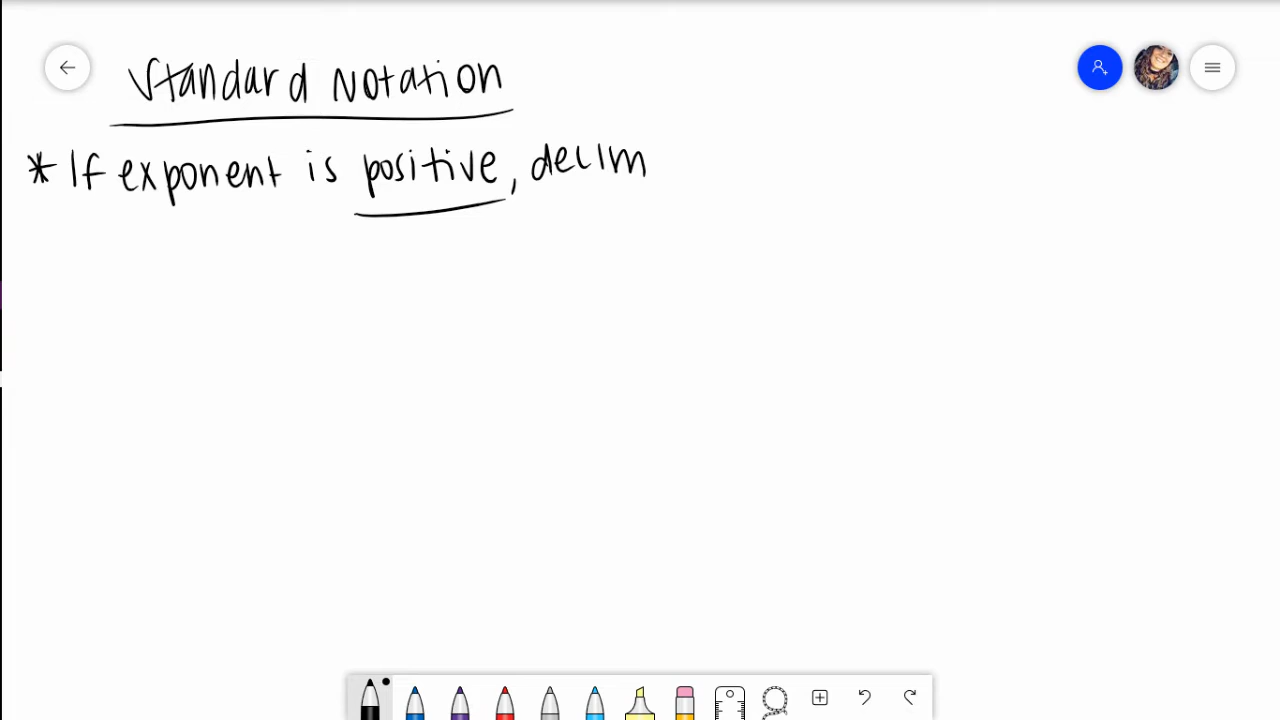 Standard Notation
* If exponent is positive, decim